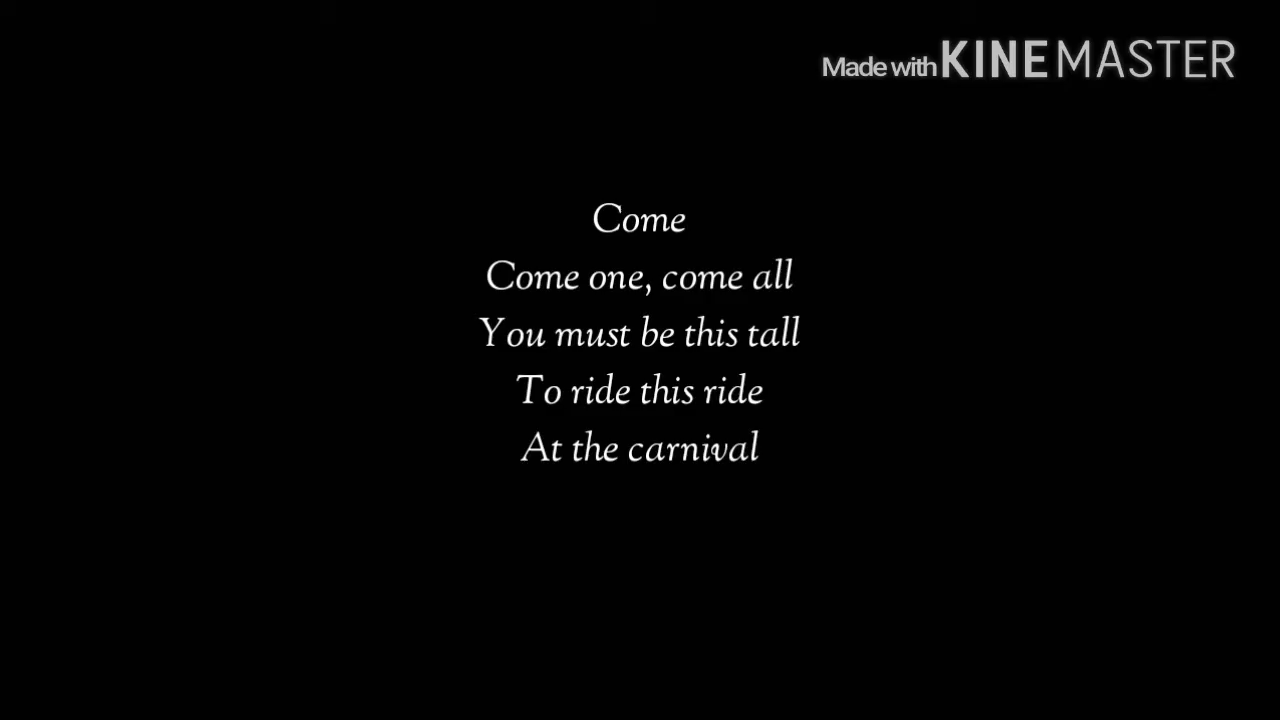 Made with KINEMASTER
Come
Come one, come all
You must be this tall
To ride this ride
At the carnival